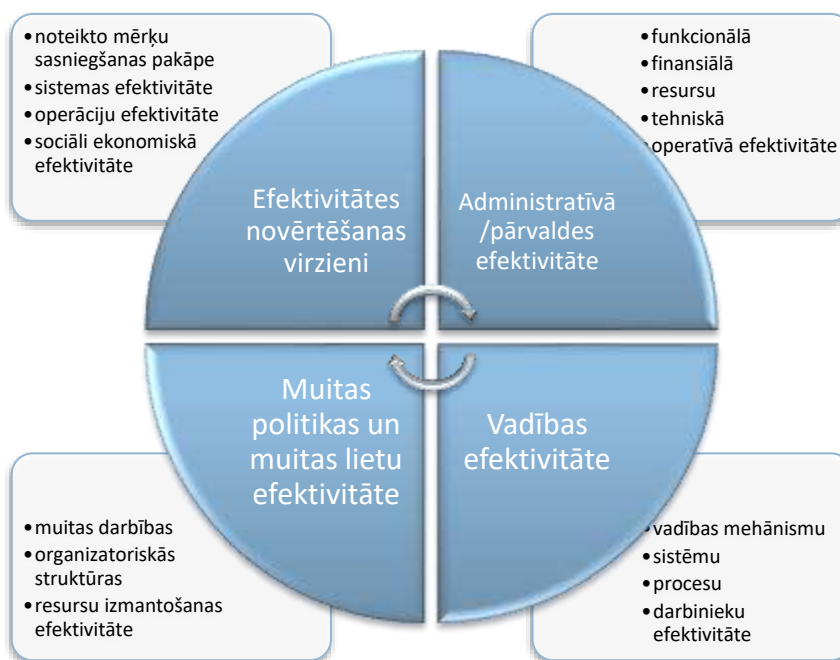 •noteikto mērķu
sasniegšanas pakāpe
•sistemas efektivitāte
•operāciju efektivitāte
•sociāli ekonomiskā
efektivitāte
•funkcionālā
•finansiālā
•resursu
•tehniskā
•operatīvā efektivitāte
Efektivitātes
novērtēšanas
virzieni
Administratīvā
/pārvaldes
efektivitāte
Muitas
politikas un
muitas lietu
efektivitāte
Vadības
efektivitāte
•muitas darbības
•organizatoriskās
struktūras
•resursu izmantošanas
efektivitāte
•vadības mehānismu
•sistēmu
•procesu
•darbinieku
efektivitāte